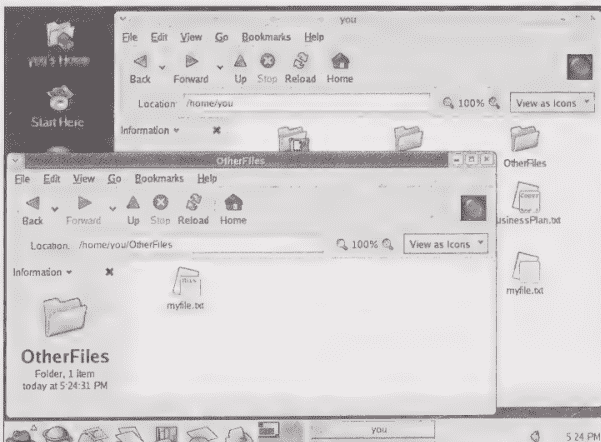 you
you's Home
File Edit View Go Bookmarks Help
Back Forward Up Stop Reload Home
Start Here
Location: /home/you 100% View as Icons
Information
OtherFiles
OtherFiles
File Edit View Go Bookmarks Help
usinessPlan.txt
Back Forward Up Stop Reload Home
Location: /home/you/OtherFiles 100% View as Icons
Information
myfile.txt
myfile.txt
OtherFiles
Folder, 1 item
today at 5:24:31 PM
you
5:24 PM